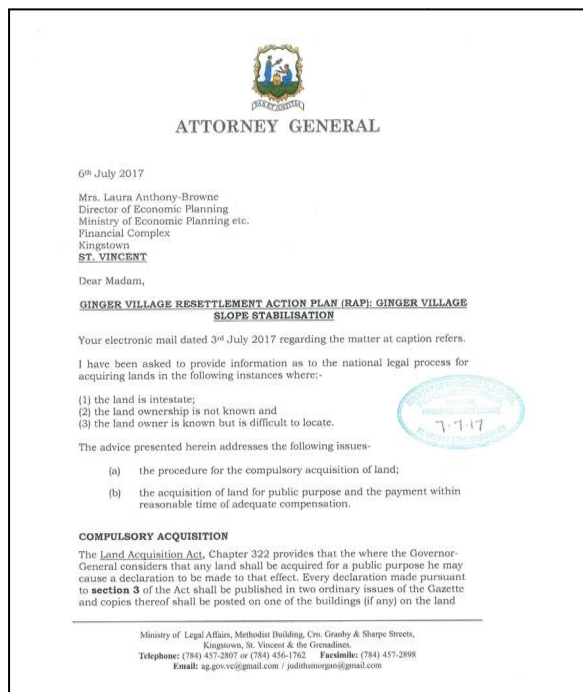 PAX ET JUSTITIA
ATTORNEY GENERAL
6th July 2017
Mrs. Laura Anthony-Browne
Director of Economic Planning
Ministry of Economic Planning etc.
Financial Complex
Kingstown
ST. VINCENT
Dear Madam,
GINGER VILLAGE RESETTLEMENT ACTION PLAN (RAP): GINGER VILLAGE
SLOPE STABILISATION
Your electronic mail dated 3rd July 2017 regarding the matter at caption refers.
I have been asked to provide information as to the national legal process for
acquiring lands in the following instances where:-
(1) the land is intestate;
(2) the land ownership is not known and
(3) the land owner is known but is difficult to locate.
7.7.17
The advice presented herein addresses the following issues-
(a) the procedure for the compulsory acquisition of land;
(b) the acquisition of land for public purpose and the payment within
reasonable time of adequate compensation.
COMPULSORY ACQUISITION
The Land Acquisition Act, Chapter 322 provides that the where the Governor-
General considers that any land shall be acquired for a public purpose he may
cause a declaration to be made to that effect. Every declaration made pursuant
to section 3 of the Act shall be published in two ordinary issues of the Gazette
and copies thereof shall be posted on one of the buildings (if any) on the land
Ministry of Legal Affairs, Methodist Building, Crn. Granby & Sharpe Streets,
Kingstown, St. Vincent & the Grenadines.
Telephone: (784) 457-2807 or (784) 456-1762 Facsimile: (784) 457-2898
Email: ag.gov.vc@gmail.com / judithsmorgan@gmail.com